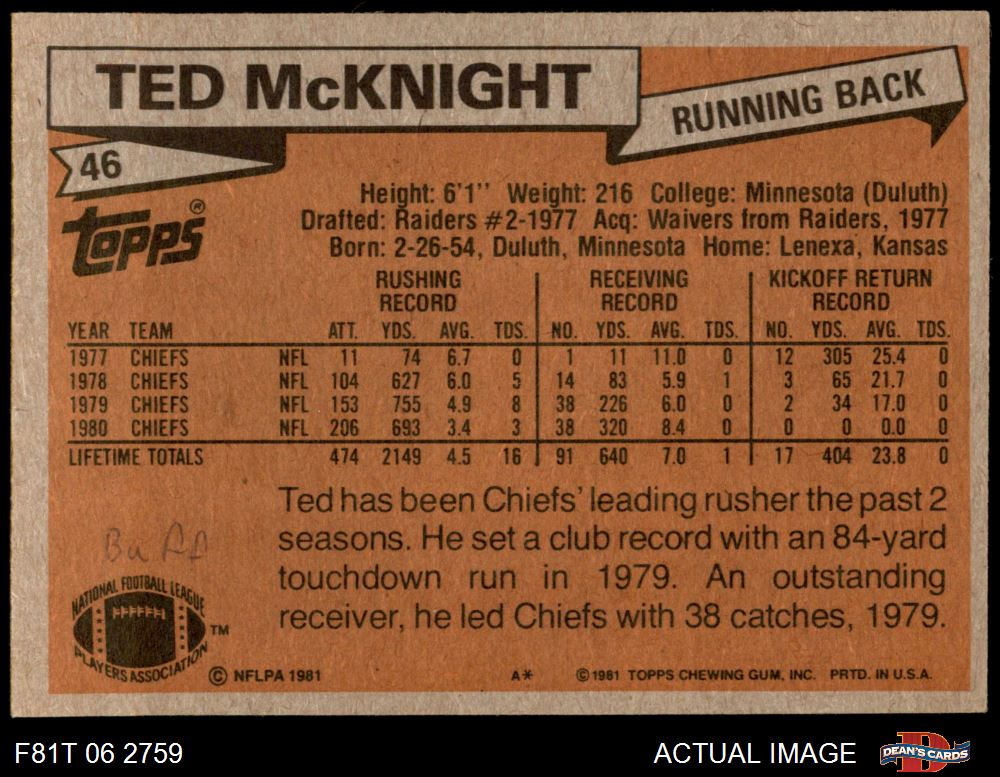 TED McKNIGHT
RUNNING BACK
46
TOPPS®
Height: 6'1'' Weight: 216 College: Minnesota (Duluth)
Drafted: Raiders #2-1977 Acq: Waivers from Raiders, 1977
Born: 2-26-54, Duluth, Minnesota Home: Lenexa, Kansas
RUSHING RECORD RECEIVING RECORD KICKOFF RETURN RECORD
YEAR TEAM ATT. YDS. AVG. TDS. NO. YDS. AVG. TDS. NO. YDS. AVG. TDS.
1977 CHIEFS NFL 11 74 6.7 0 1 11 11.0 0 12 305 25.4 0
1978 CHIEFS NFL 104 627 6.0 5 14 83 5.9 1 3 65 21.7 0
1979 CHIEFS NFL 153 755 4.9 8 38 226 6.0 0 2 34 17.0 0
1980 CHIEFS NFL 206 693 3.4 3 38 320 8.4 0 0 0 0.0 0
LIFETIME TOTALS 474 2149 4.5 16 91 640 7.0 1 17 404 23.8 0
Ted has been Chiefs' leading rusher the past 2
seasons. He set a club record with an 84-yard
touchdown run in 1979. An outstanding
receiver, he led Chiefs with 38 catches, 1979.
NATIONAL FOOTBALL LEAGUE
PLAYERS ASSOCIATION ™
© NFLPA 1981 A* © 1981 TOPPS CHEWING GUM, INC. PRTD. IN U.S.A.
F81T 06 2759 ACTUAL IMAGE DEAN'S CARDS